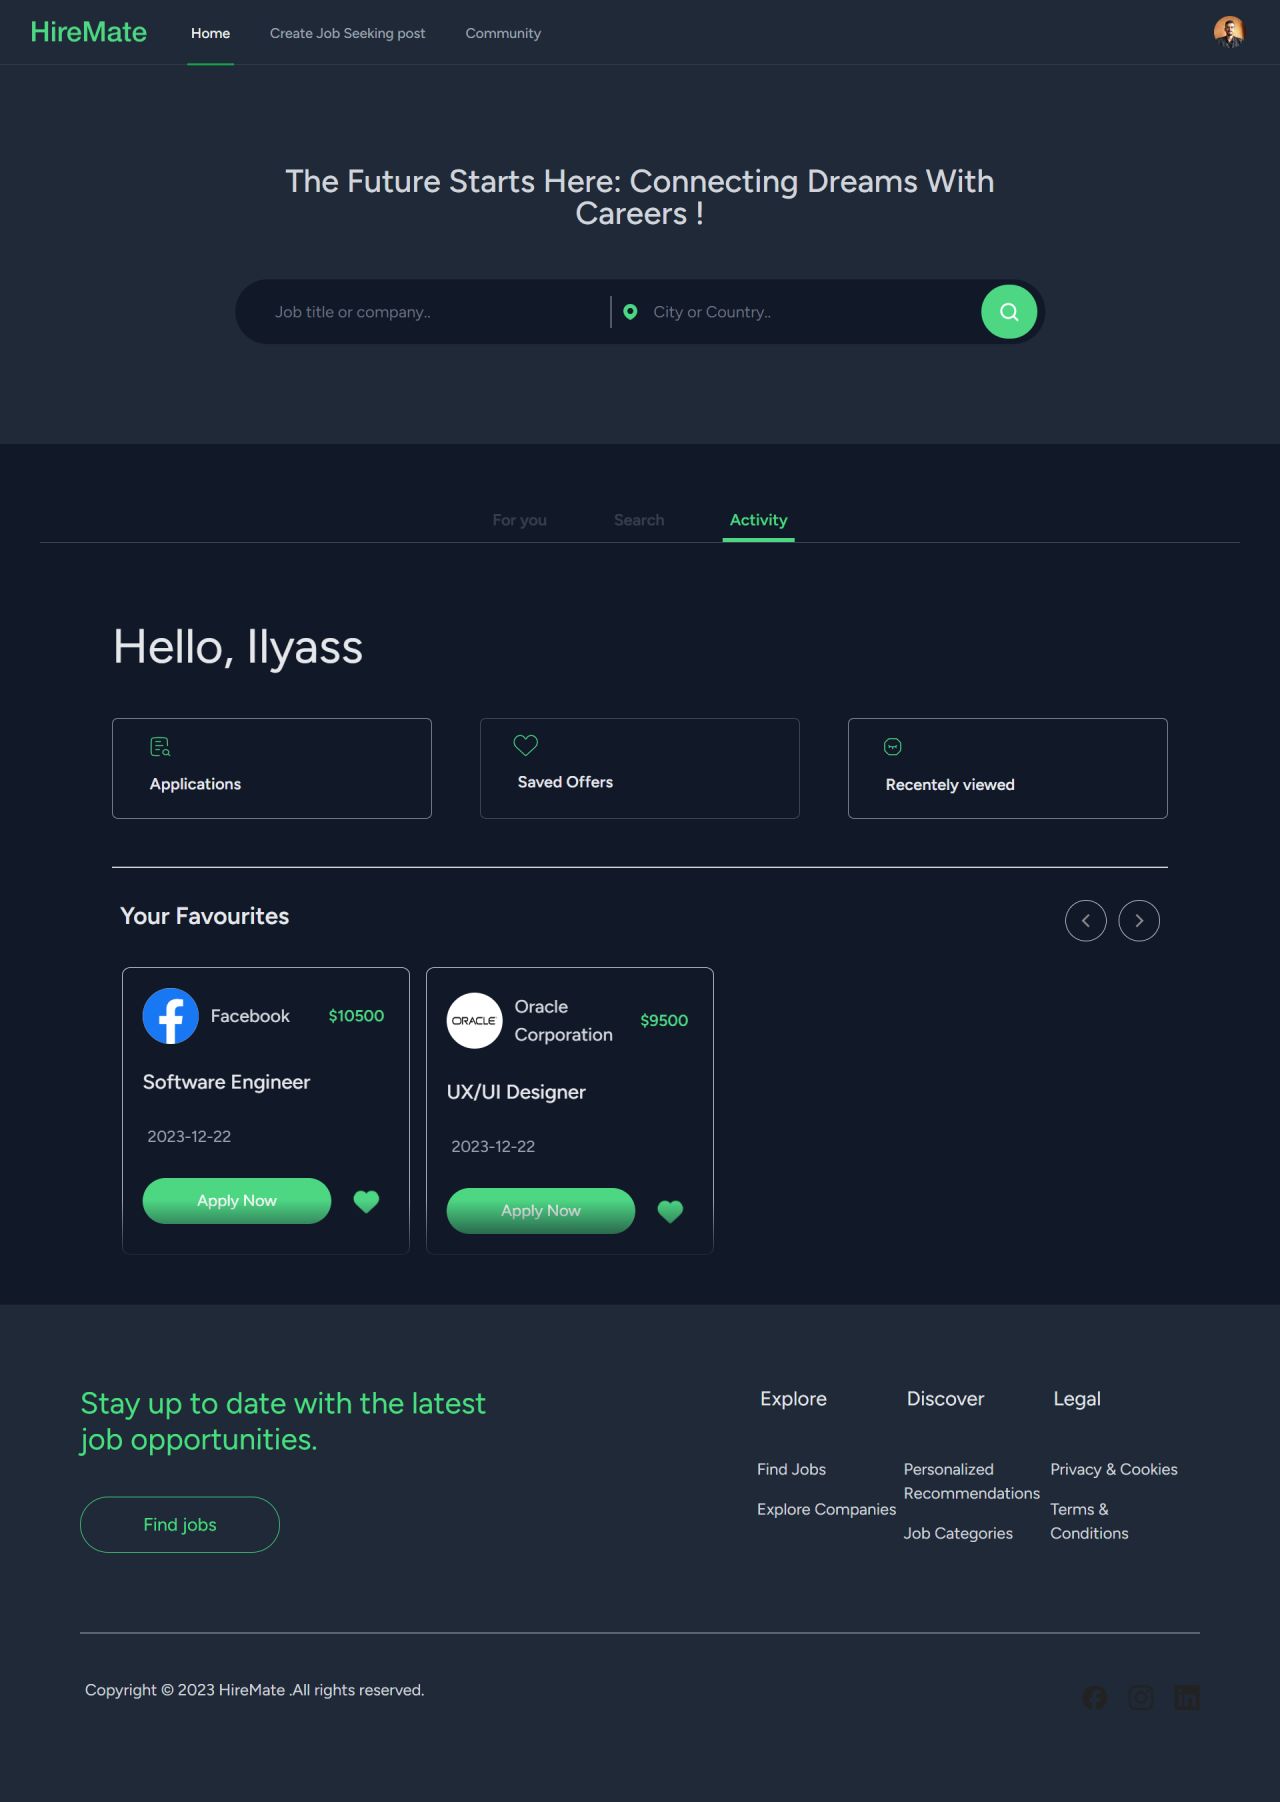 HireMate
Home
Create Job Seeking post
Community
The Future Starts Here: Connecting Dreams With
Careers !
Job title or company..
City or Country..
For you
Search
Activity
Hello, Ilyass
Applications
Saved Offers
Recentely viewed
Your Favourites
Facebook
$10500
Software Engineer
2023-12-22
Apply Now
ORACLE
Oracle
Corporation
$9500
UX/UI Designer
2023-12-22
Apply Now
Stay up to date with the latest
job opportunities.
Find jobs
Explore
Find Jobs
Explore Companies
Discover
Personalized
Recommendations
Job Categories
Legal
Privacy & Cookies
Terms &
Conditions
Copyright © 2023 HireMate .All rights reserved.